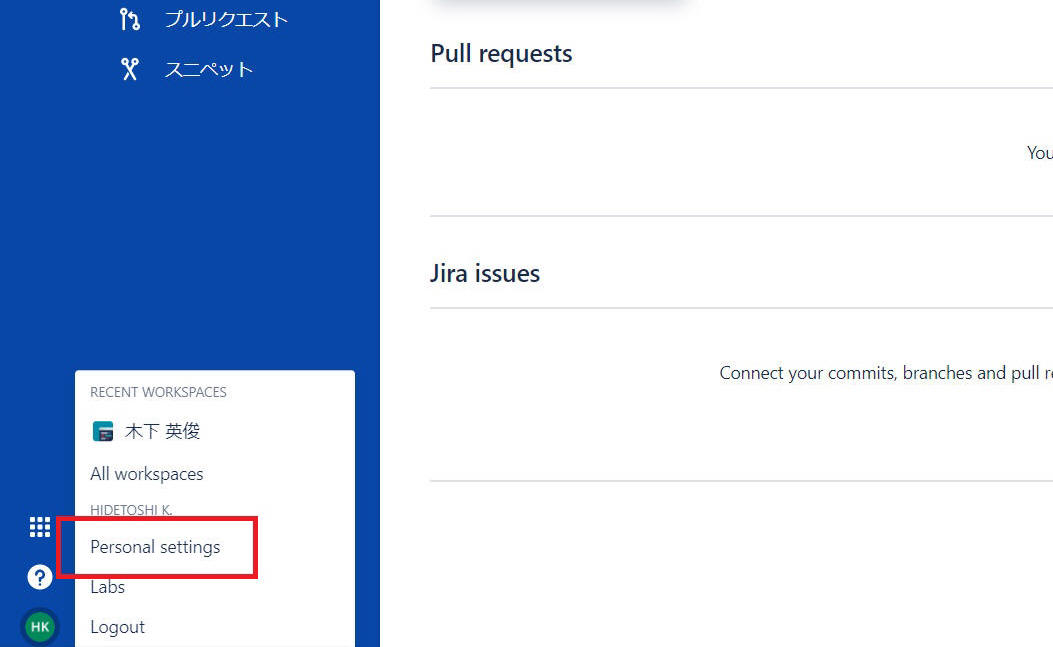 プルリクエスト
スニペット
Pull requests
You
Jira issues
Connect your commits, branches and pull re
RECENT WORKSPACES
木下 英俊
All workspaces
HIDETOSHI K.
Personal settings
Labs
Logout
?
HK